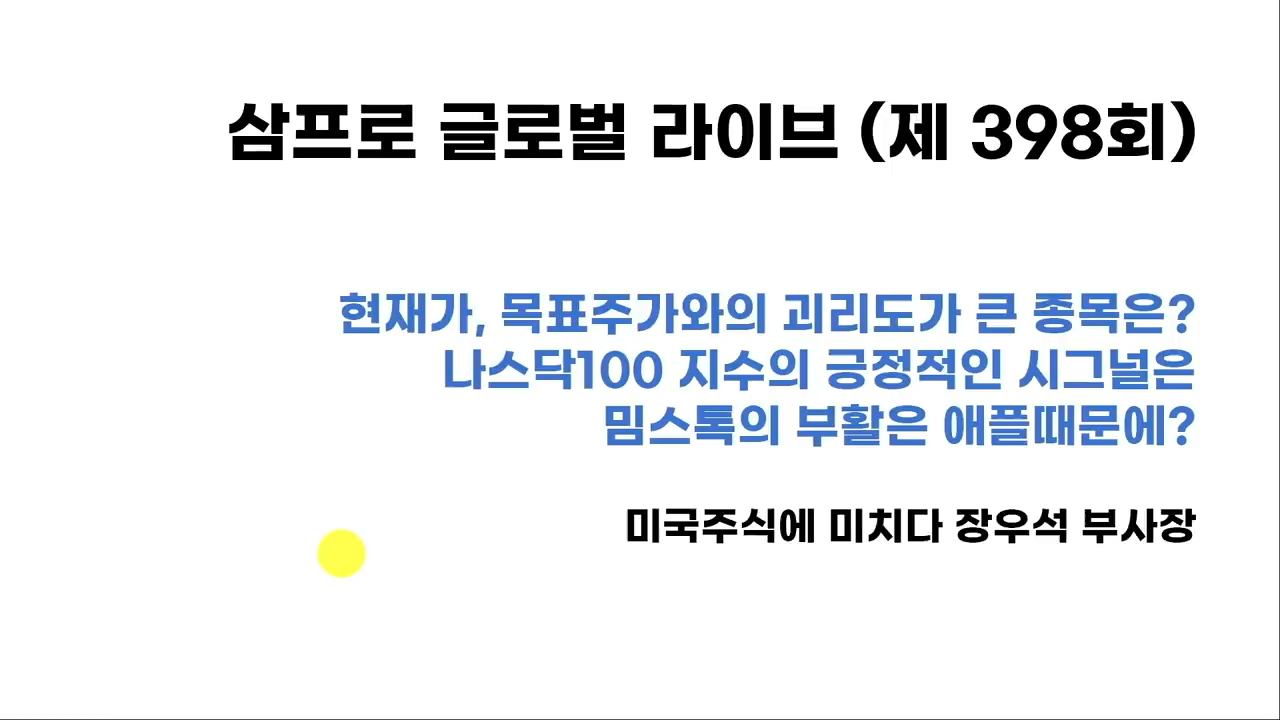 삼프로 글로벌 라이브 (제 398회)
현재가, 목표주가와의 괴리도가 큰 종목은?
나스닥100 지수의 긍정적인 시그널은
밈스톡의 부활은 애플때문에?
미국주식에 미치다 장우석 부사장